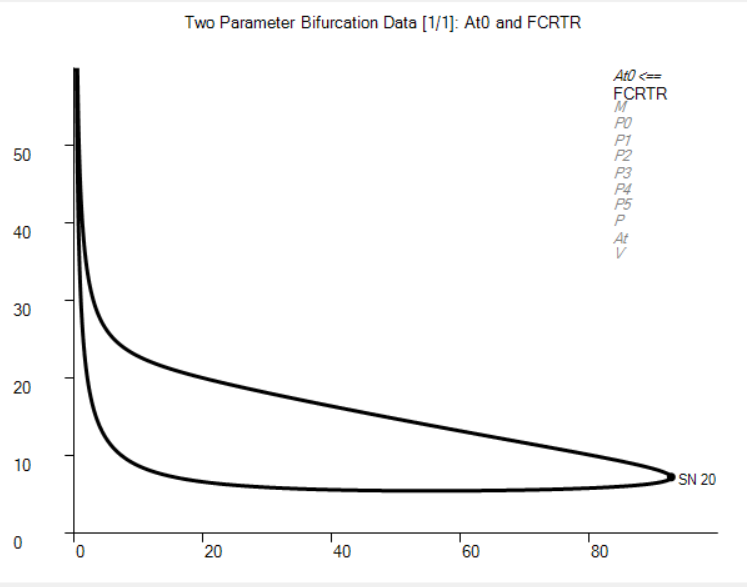 Two Parameter Bifurcation Data [1/1]: At0 and FCRTR
At0 <==
FCRTR
M
P0
P1
P2
P3
P4
P5
P
At
V
50
40
30
20
10
0
SN 20
0 20 40 60 80